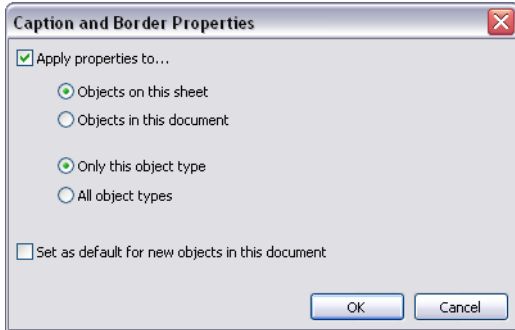 Caption and Border Properties
Apply properties to...
Objects on this sheet
Objects in this document
Only this object type
All object types
Set as default for new objects in this document
OK Cancel